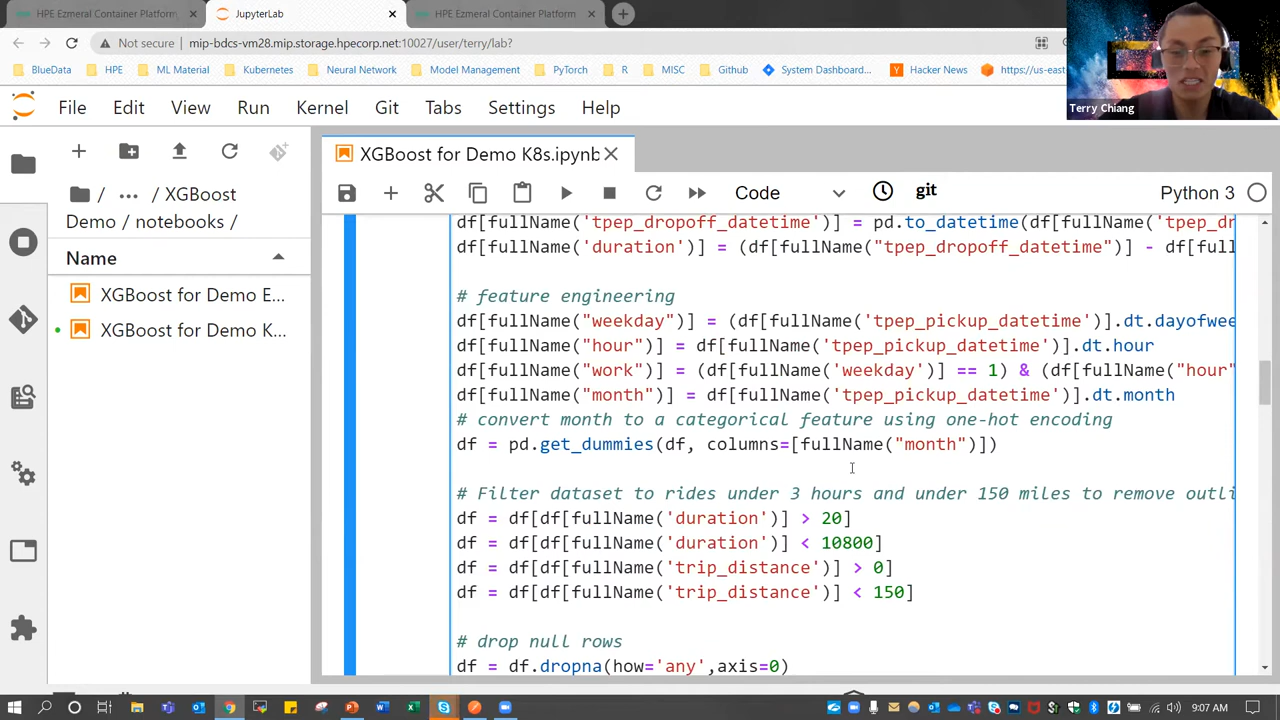 HPE Ezmeral Container Platform
JupyterLab
HPE Ezmeral Container Platform
Not secure mip-bdcs-vm28.mip.storage.hpecorp.net:10027/user/terry/lab?
BlueData HPE ML Material Kubernetes Neural Network Model Management PyTorch R MISC Github System Dashboard... Hacker News https://us-east
Terry Chiang
File Edit View Run Kernel Git Tabs Settings Help
XGBoost for Demo K8s.ipynb
/ ... / XGBoost
Demo / notebooks /
Code
git
Python 3
Name
XGBoost for Demo E...
XGBoost for Demo K...
df[fullName('tpep_dropoff_datetime')] = pd.to_datetime(df[fullName('tpep_dr
df[fullName('duration')] = (df[fullName("tpep_dropoff_datetime")] - df[full
# feature engineering
df[fullName("weekday")] = (df[fullName('tpep_pickup_datetime')].dt.dayofwee
df[fullName("hour")] = df[fullName('tpep_pickup_datetime')].dt.hour
df[fullName("work")] = (df[fullName('weekday')] == 1) & (df[fullName("hour"
df[fullName("month")] = df[fullName('tpep_pickup_datetime')].dt.month
# convert month to a categorical feature using one-hot encoding
df = pd.get_dummies(df, columns=[fullName("month")])
# Filter dataset to rides under 3 hours and under 150 miles to remove outli
df = df[df[fullName('duration')] > 20]
df = df[df[fullName('duration')] < 10800]
df = df[df[fullName('trip_distance')] > 0]
df = df[df[fullName('trip_distance')] < 150]
# drop null rows
df = df.dropna(how='any',axis=0)
9:07 AM